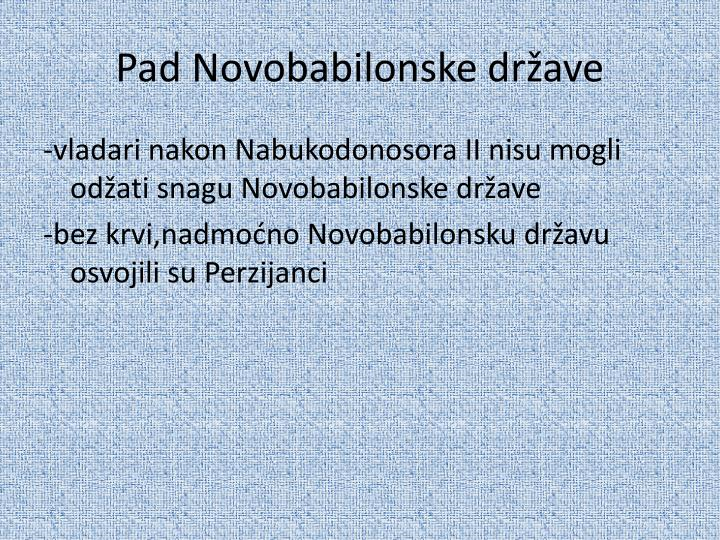 Pad Novobabilonske države
-vladari nakon Nabukodonosora II nisu mogli
odžati snagu Novobabilonske države
-bez krvi,nadmoćno Novobabilonsku državu
osvojili su Perzijanci